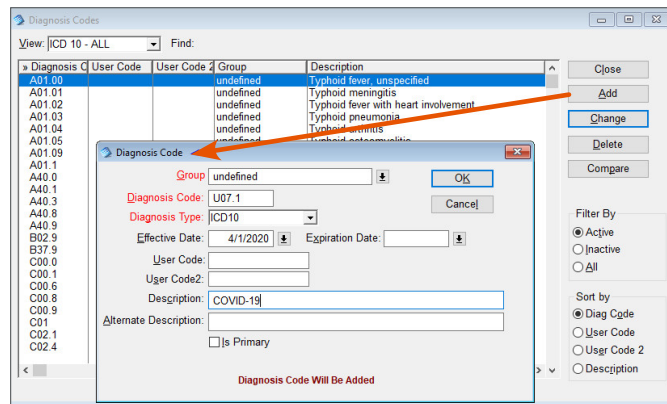 Diagnosis Codes
View: ICD 10 - ALL Find:
» Diagnosis C User Code User Code 2 Group Description
A01.00 undefined Typhoid fever, unspecified
A01.01 undefined Typhoid meningitis
A01.02 undefined Typhoid fever with heart involvement
A01.03 undefined Typhoid pneumonia
A01.04 undefined Typhoid arthritis
A01.05 undefined Typhoid osteomyelitis
A01.09
A01.1
A40.0
A40.1
A40.3
A40.8
A40.9
B02.9
B37.9
C00.0
C00.1
C00.6
C00.8
C00.9
C01
C02.1
C02.4
Close
Add
Change
Delete
Compare
Filter By
Active
Inactive
All
Sort by
Diag Code
User Code
User Code 2
Description
Diagnosis Code
Group undefined
OK
Diagnosis Code: U07.1
Cancel
Diagnosis Type: ICD10
Effective Date: 4/1/2020 Expiration Date:
User Code:
User Code2:
Description: COVID-19
Alternate Description:
Is Primary
Diagnosis Code Will Be Added